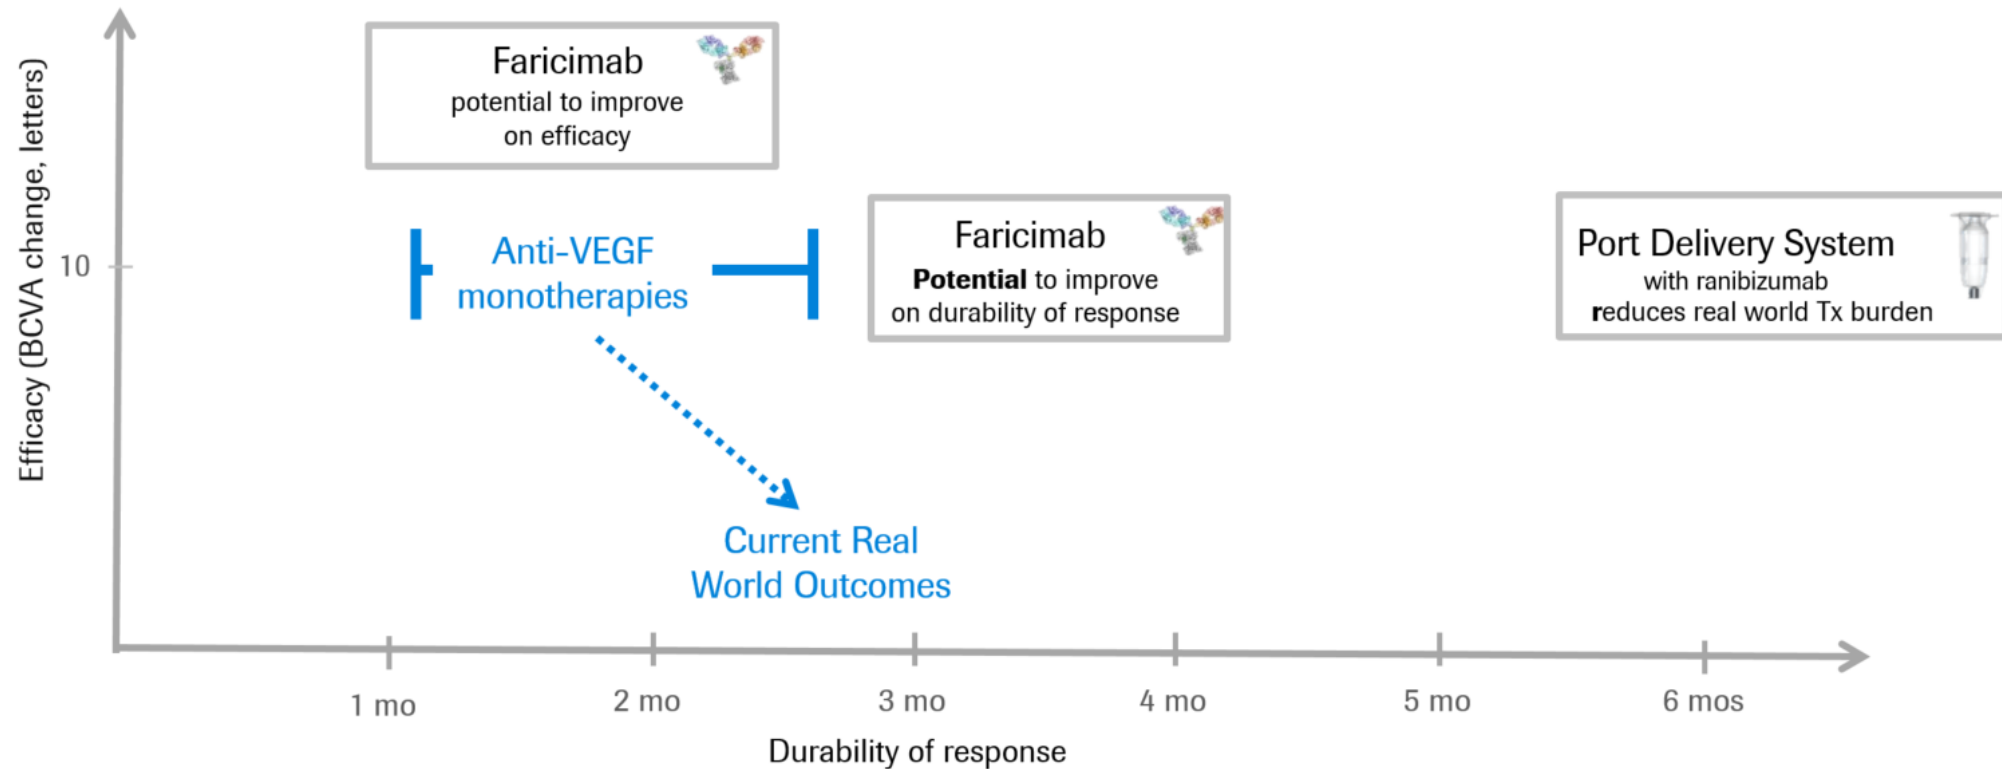 Efficacy (BCVA change, letters)
Faricimab
potential to improve
on efficacy
10
Anti-VEGF
monotherapies
Faricimab
Potential to improve
on durability of response
Port Delivery System
with ranibizumab
reduces real world Tx burden
Current Real
World Outcomes
1 mo
2 mo
3 mo
4 mo
5 mo
6 mos
Durability of response